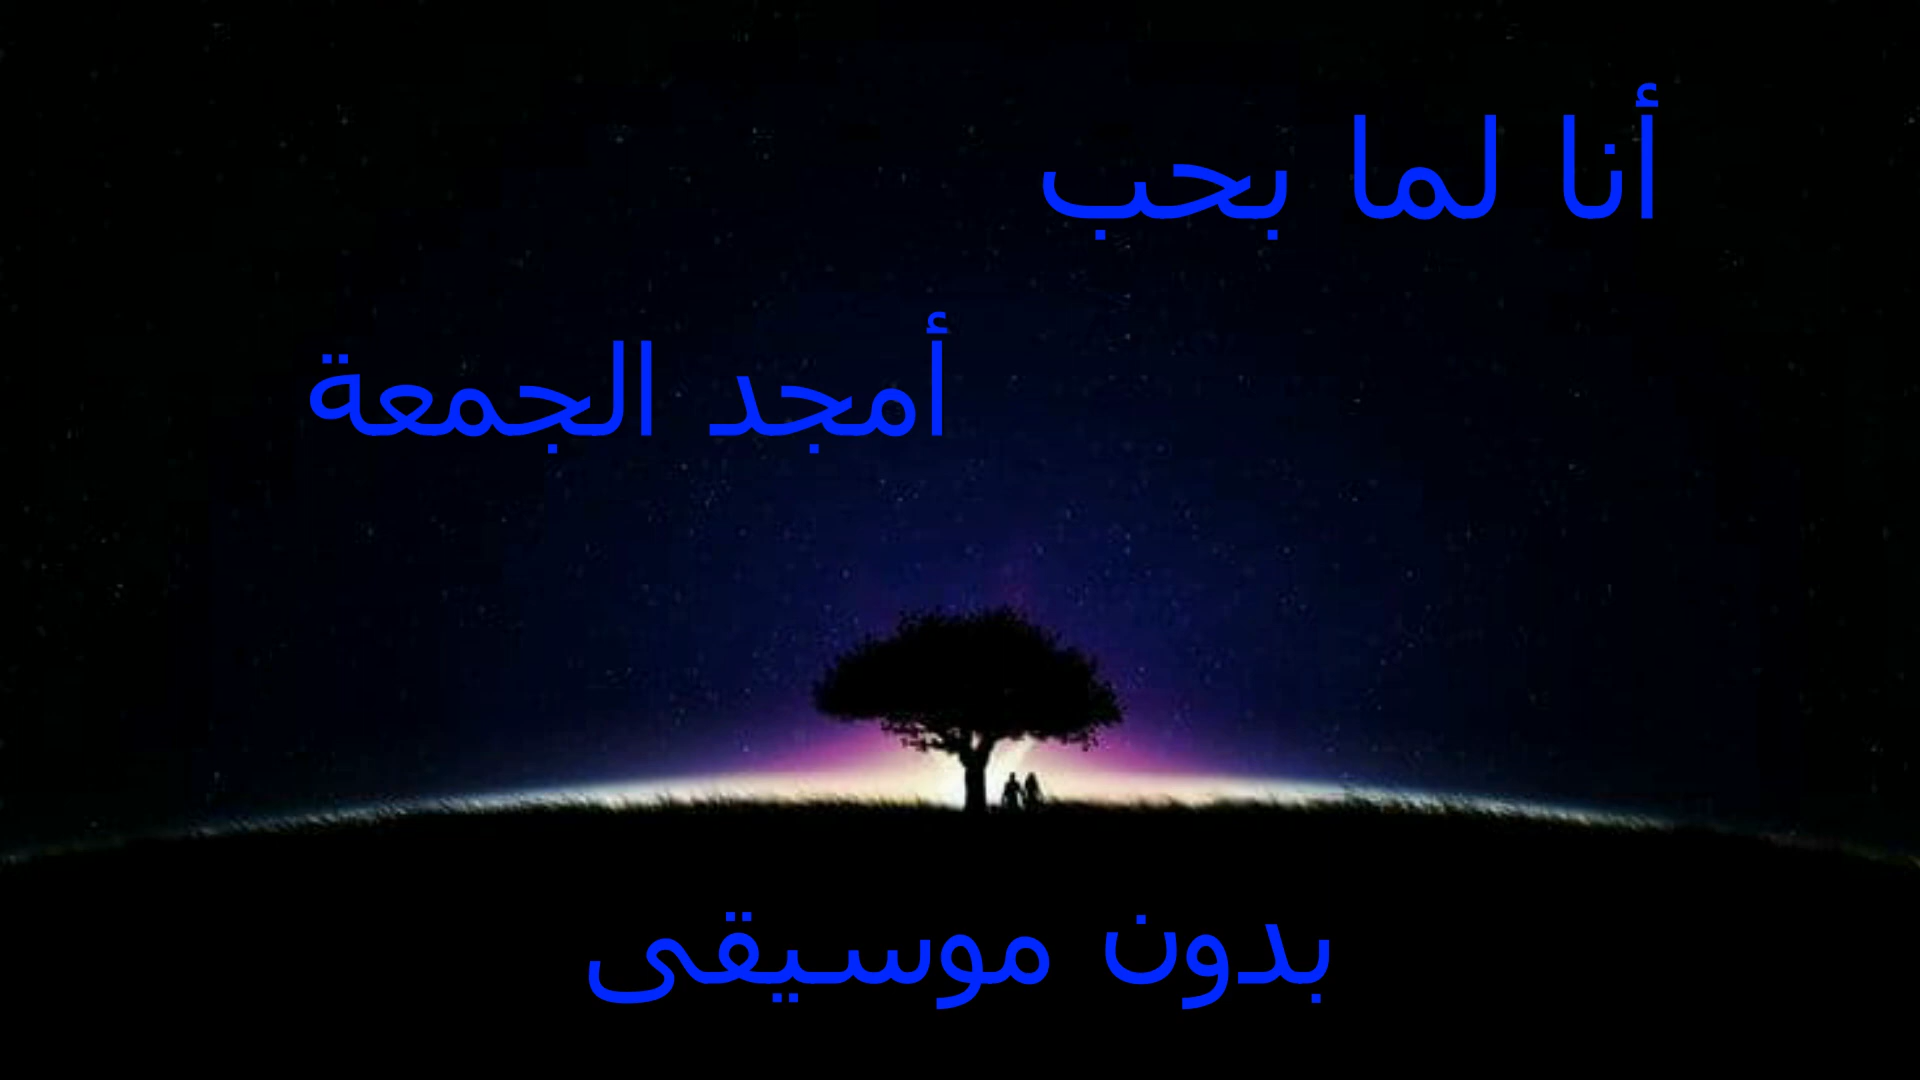 أنا لما بحب
أمجد الجمعة
بدون موسيقى